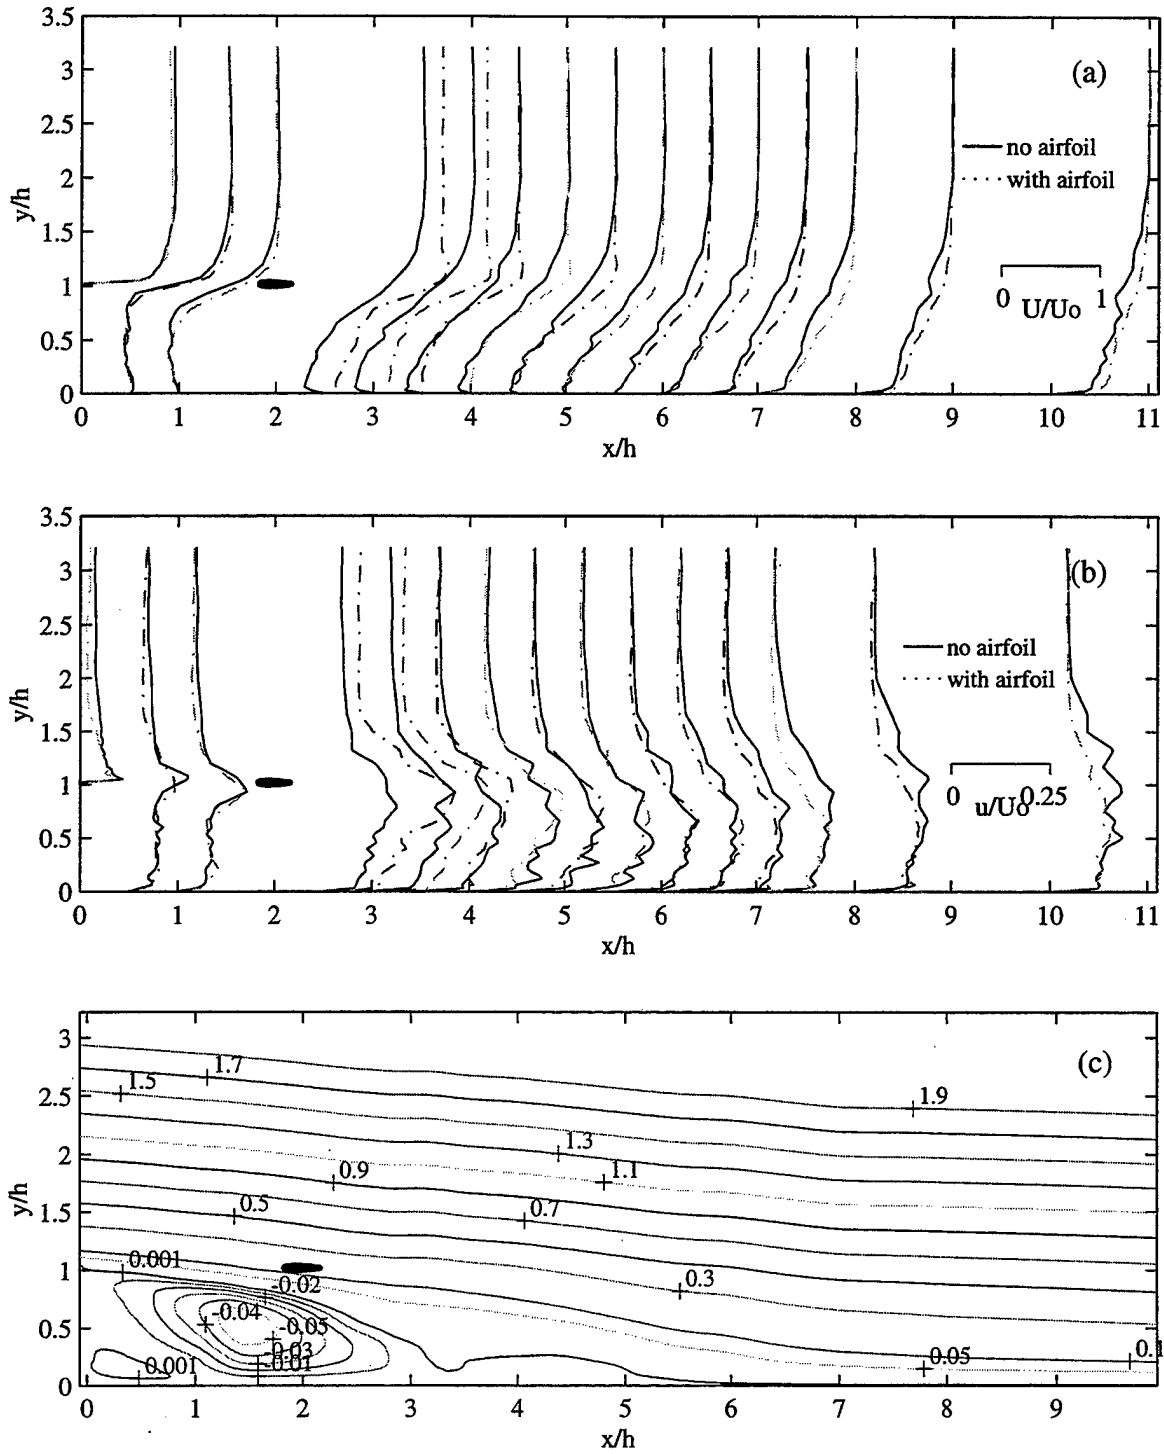 3.5
(a)
3
2.5
no airfoil
2
with airfoil
y/h
1.5
1
0 U/Uo 1
0.5
0
0 1 2 3 4 5 6 7 8 9 10 11
x/h
3.5
(b)
3
2.5
no airfoil
2
with airfoil
y/h
1.5
1
0 u/Uo 0.25
0.5
0
0 1 2 3 4 5 6 7 8 9 10 11
x/h
(c)
3
1.7
1.5
1.9
2.5
1.3
2
0.9
1.1
y/h
1.5
0.5
0.7
0.001
1
-0.02
0.3
-0.04
-0.05
0.5
0.03
-0.01
0.001
0.05
0.1
0
0 1 2 3 4 5 6 7 8 9
x/h